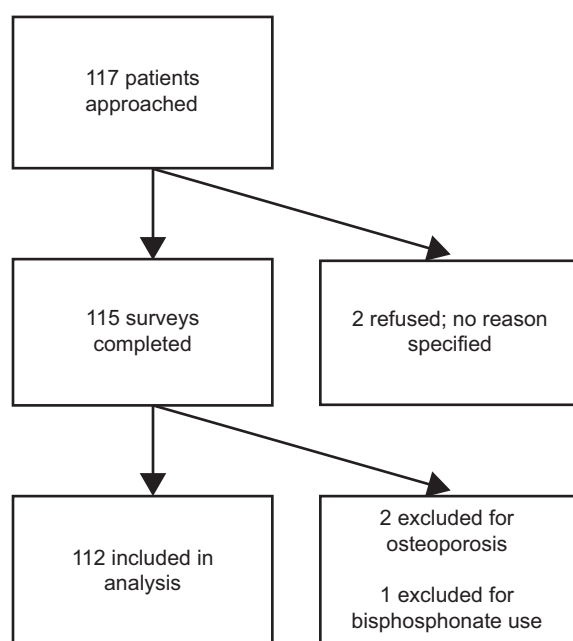 117 patients
approached
115 surveys
completed
2 refused; no reason
specified
112 included in
analysis
2 excluded for
osteoporosis
1 excluded for
bisphosphonate use